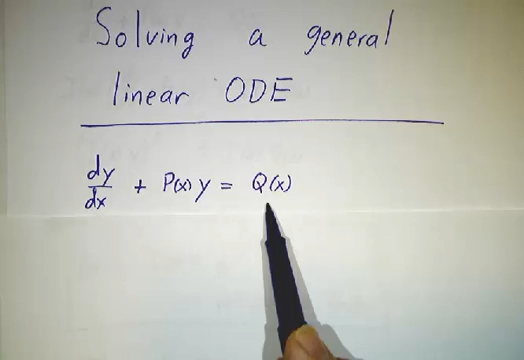 Solving a general
linear ODE
dy/dx + P(x) y = Q(x)